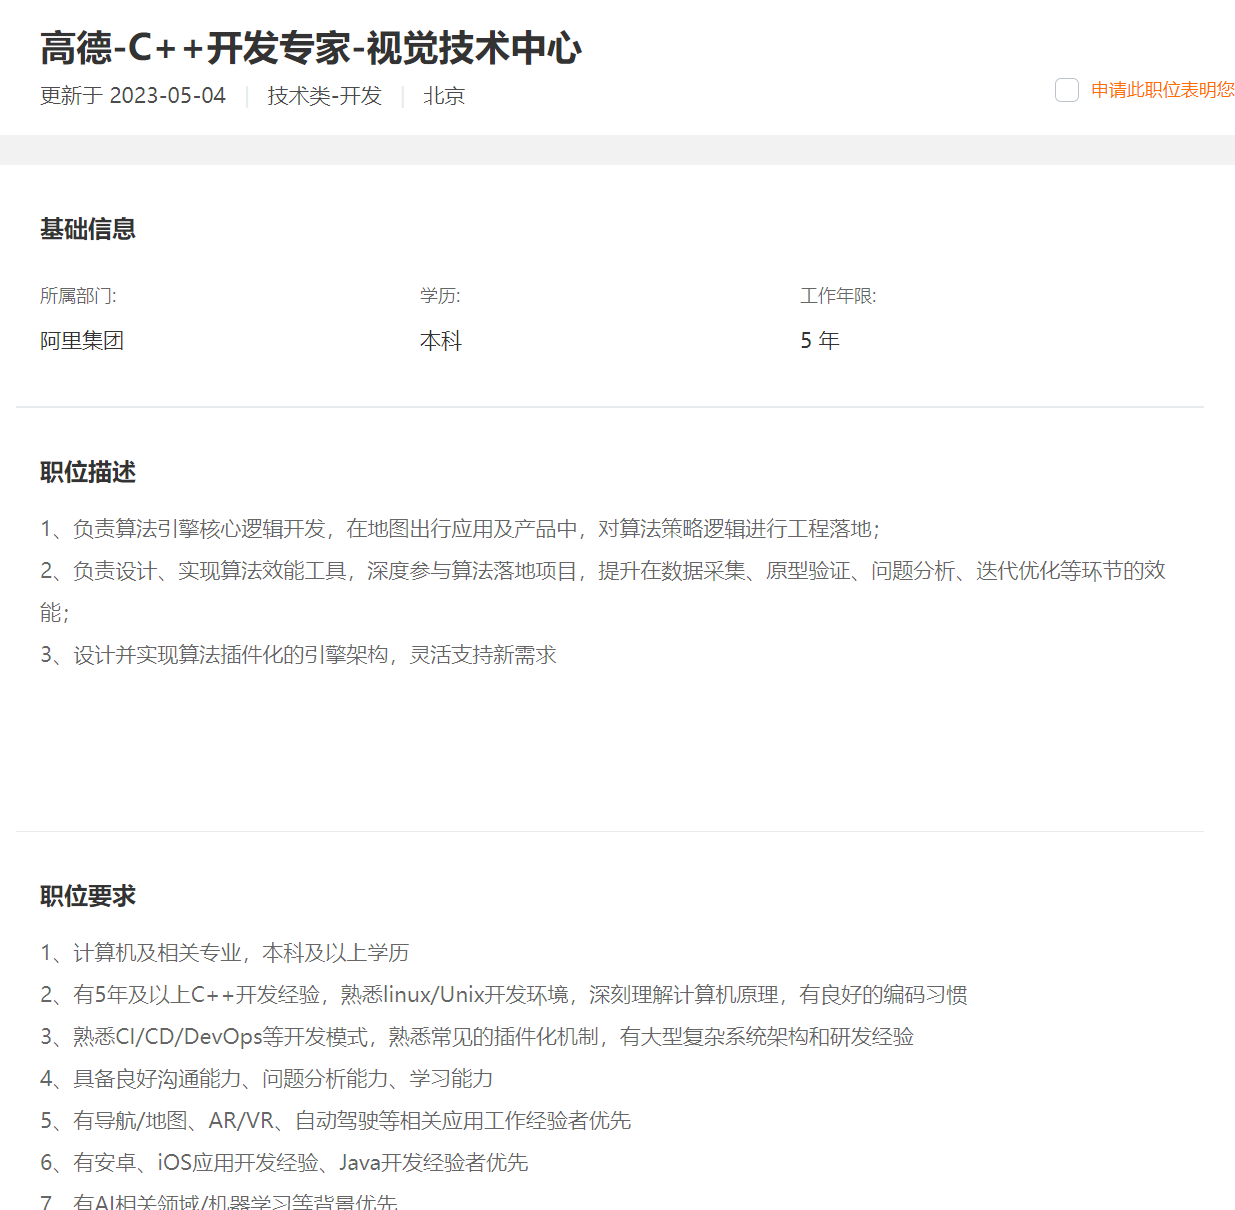 高德-C++开发专家-视觉技术中心
更新于 2023-05-04 技术类-开发 北京
申请此职位表明您
基础信息
所属部门: 学历: 工作年限:
阿里集团 本科 5 年
职位描述
1、负责算法引擎核心逻辑开发，在地图出行应用及产品中，对算法策略逻辑进行工程落地；
2、负责设计、实现算法效能工具，深度参与算法落地项目，提升在数据采集、原型验证、问题分析、迭代优化等环节的效
能；
3、设计并实现算法插件化的引擎架构，灵活支持新需求
职位要求
1、计算机及相关专业，本科及以上学历
2、有5年及以上C++开发经验，熟悉linux/Unix开发环境，深刻理解计算机原理，有良好的编码习惯
3、熟悉CI/CD/DevOps等开发模式，熟悉常见的插件化机制，有大型复杂系统架构和研发经验
4、具备良好沟通能力、问题分析能力、学习能力
5、有导航/地图、AR/VR、自动驾驶等相关应用工作经验者优先
6、有安卓、iOS应用开发经验、Java开发经验者优先
7、有AI相关领域/机器学习等背景优先